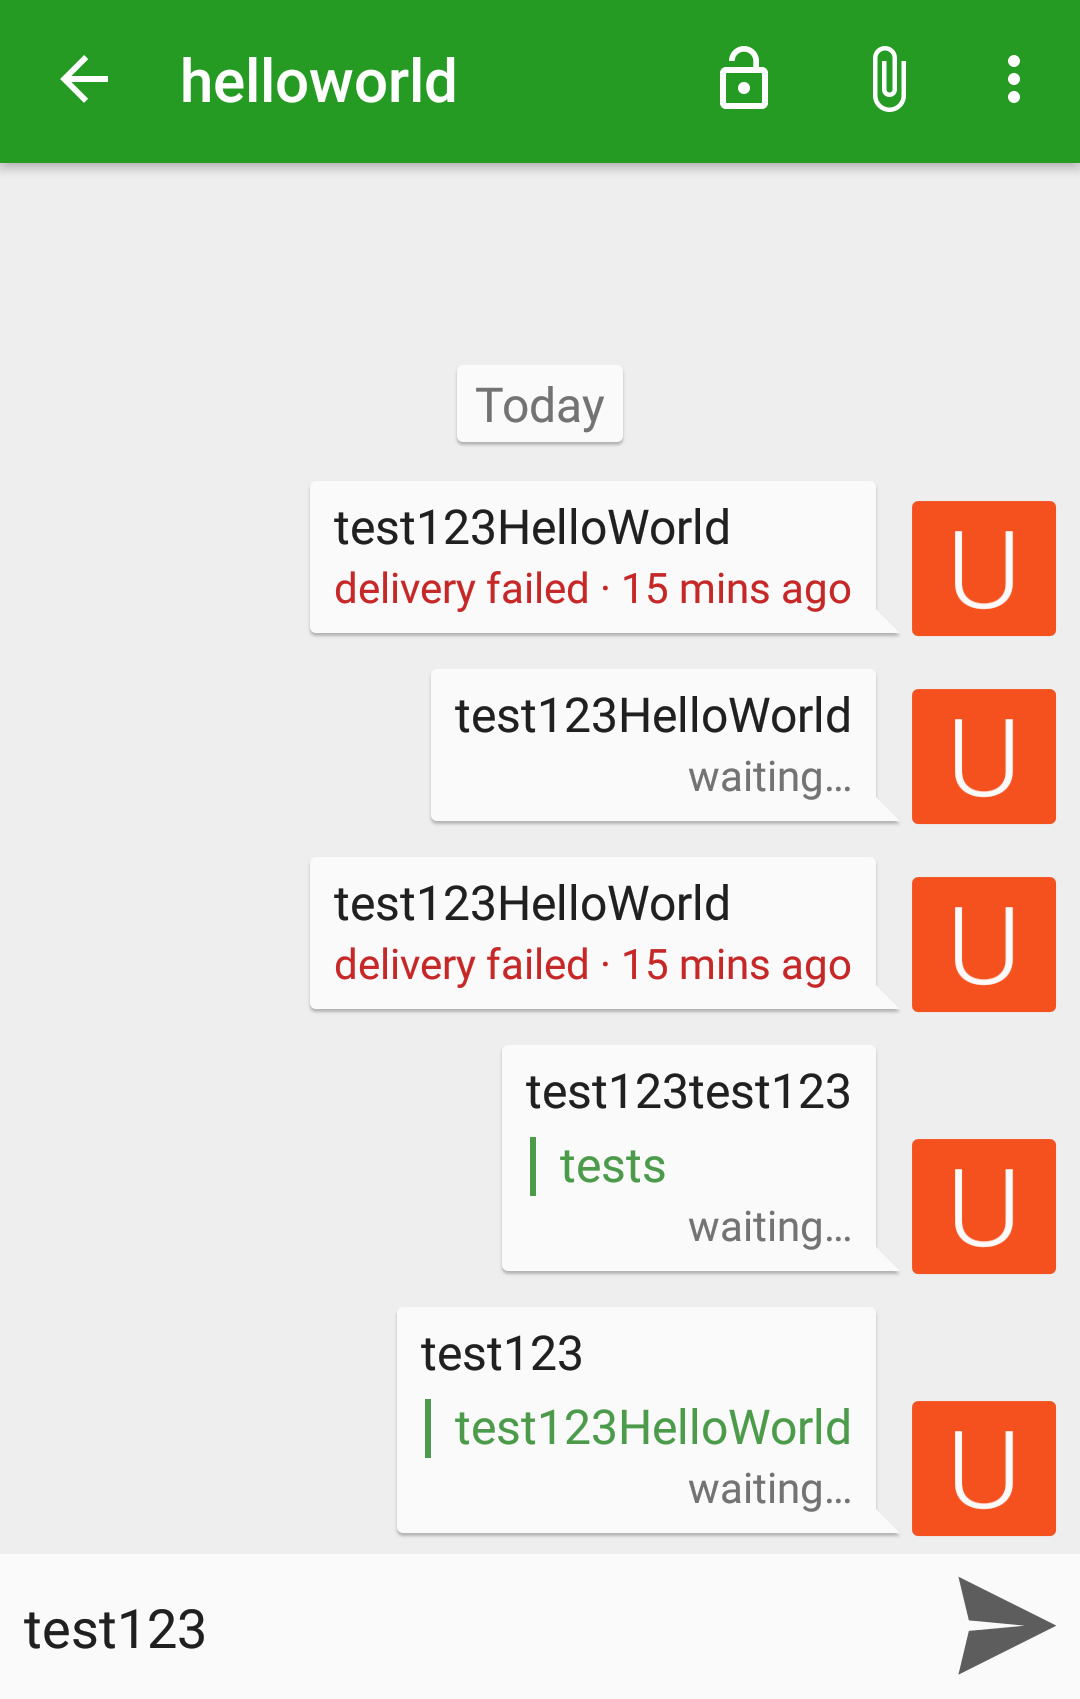 helloworld
Today
test123HelloWorld
delivery failed · 15 mins ago
U
test123HelloWorld
waiting…
U
test123HelloWorld
delivery failed · 15 mins ago
U
test123test123
tests
waiting…
U
test123
test123HelloWorld
waiting…
U
test123